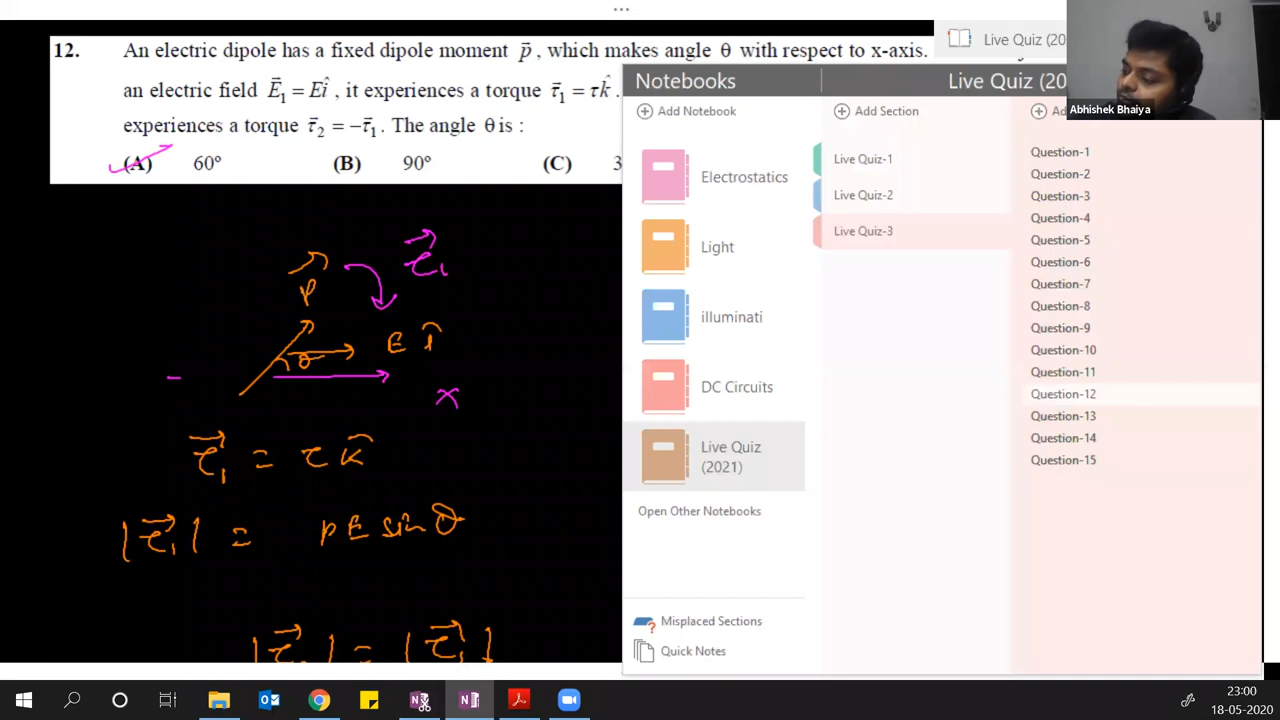 Live Quiz (20
12. An electric dipole has a fixed dipole moment p⃗, which makes angle θ with respect to x-axis.
an electric field E⃗₁ = Eî, it experiences a torque τ⃗₁ = τk̂.
experiences a torque τ⃗₂ = −τ⃗₁. The angle θ is :
(A) 60° (B) 90° (C) 3
p⃗
τ⃗₁
E î
θ
x
τ⃗₁ = τ k̂
|τ⃗₁| = pE sin θ
Notebooks
Live Quiz (20
Add Notebook
Add Section
Ad
Abhishek Bhaiya
Electrostatics
Light
illuminati
DC Circuits
Live Quiz
(2021)
Open Other Notebooks
Misplaced Sections
Quick Notes
Live Quiz-1
Live Quiz-2
Live Quiz-3
Question-1
Question-2
Question-3
Question-4
Question-5
Question-6
Question-7
Question-8
Question-9
Question-10
Question-11
Question-12
Question-13
Question-14
Question-15
23:00
18-05-2020